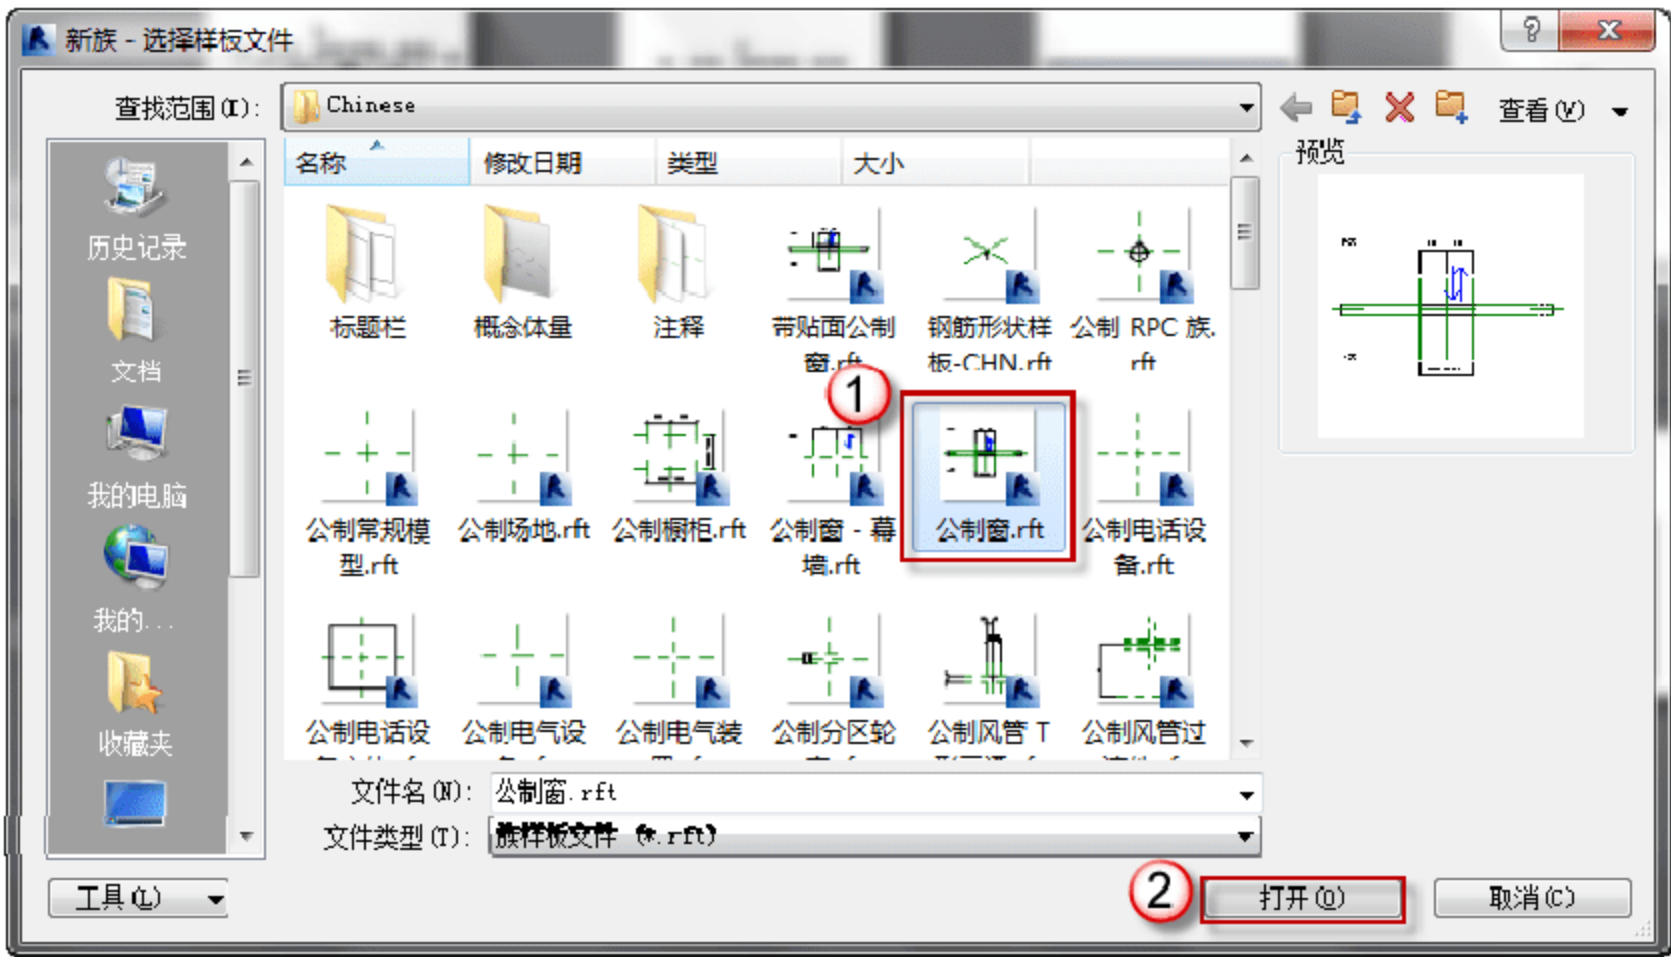 新族 - 选择样板文件
查找范围(I):
Chinese
查看(V)
名称
修改日期
类型
大小
预览
历史记录
文档
我的电脑
我的...
收藏夹
标题栏
概念体量
注释
带贴面公制
窗.rft
钢筋形状样
板-CHN.rft
公制 RPC 族.
rft
1
公制常规模
型.rft
公制场地.rft
公制橱柜.rft
公制窗 - 幕
墙.rft
公制窗.rft
公制电话设
备.rft
公制电话设
公制电气设
公制电气装
公制分区轮
公制风管 T
公制风管过
文件名(N):
公制窗.rft
文件类型(T):
族样板文件 (*.rft)
工具(L)
2
打开(O)
取消(C)